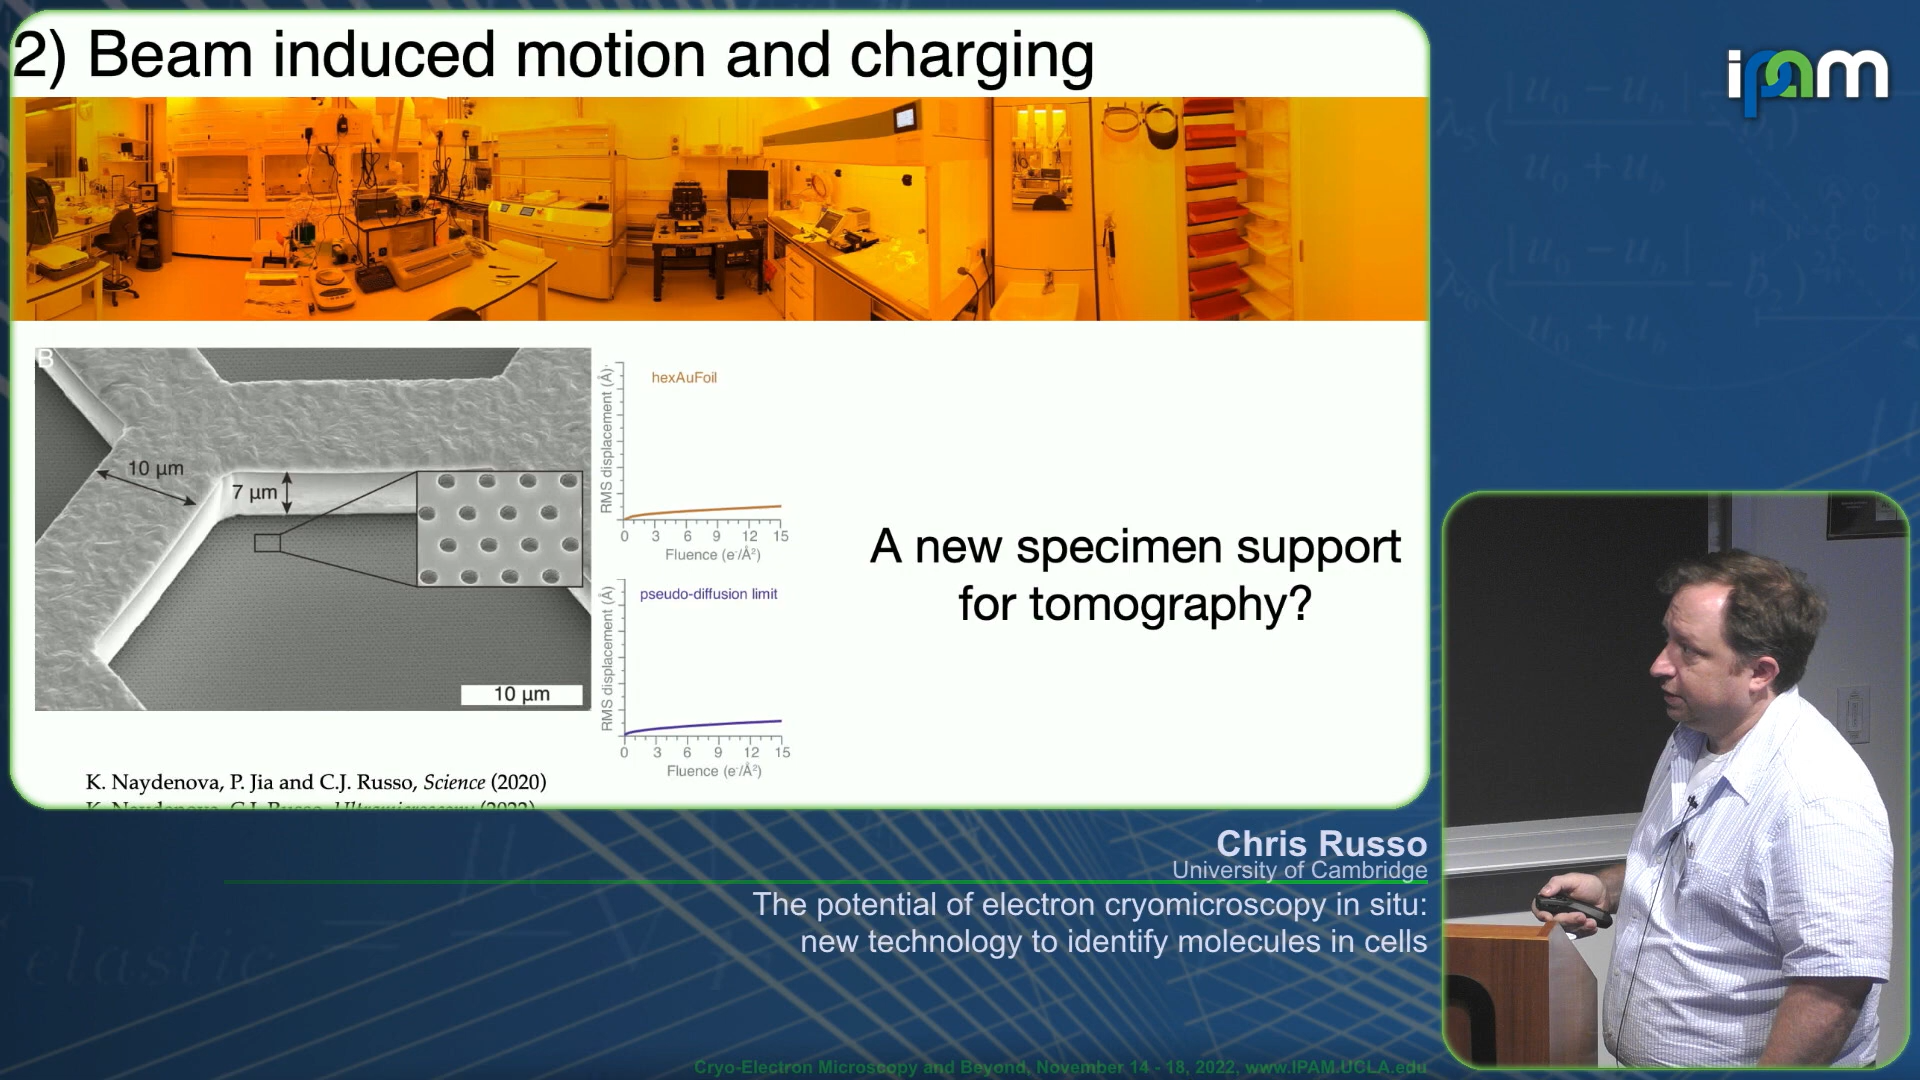 2) Beam induced motion and charging
ipam
B
10 µm
7 µm
10 µm
RMS displacement (Å)
hexAuFoil
0 3 6 9 12 15
Fluence (e⁻/Å²)
RMS displacement (Å)
pseudo-diffusion limit
0 3 6 9 12 15
Fluence (e⁻/Å²)
A new specimen support
for tomography?
K. Naydenova, P. Jia and C.J. Russo, Science (2020)
K. Naydenova, C.J. Russo, Ultramicroscopy (2022)
Chris Russo
University of Cambridge
The potential of electron cryomicroscopy in situ:
new technology to identify molecules in cells
Cryo-Electron Microscopy and Beyond, November 14 - 18, 2022, www.IPAM.UCLA.edu